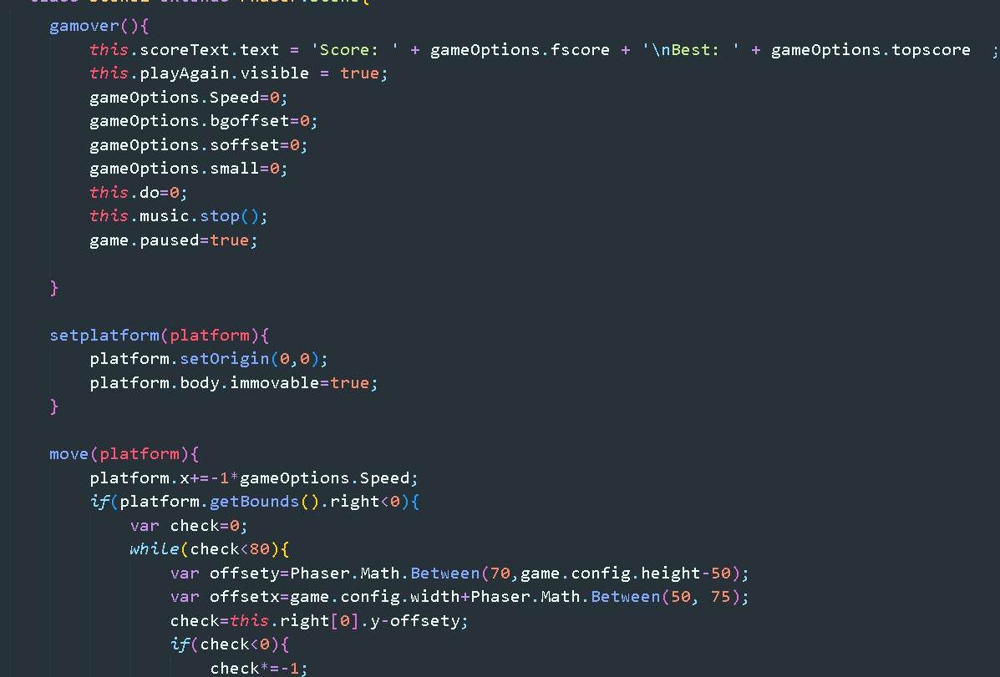 gamover(){
this.scoreText.text = 'Score: ' + gameOptions.fscore + '\nBest: ' + gameOptions.topscore  ;
this.playAgain.visible = true;
gameOptions.Speed=0;
gameOptions.bgoffset=0;
gameOptions.soffset=0;
gameOptions.small=0;
this.do=0;
this.music.stop();
game.paused=true;
}
setplatform(platform){
platform.setOrigin(0,0);
platform.body.immovable=true;
}
move(platform){
platform.x+=-1*gameOptions.Speed;
if(platform.getBounds().right<0){
var check=0;
while(check<80){
var offsety=Phaser.Math.Between(70,game.config.height-50);
var offsetx=game.config.width+Phaser.Math.Between(50, 75);
check=this.right[0].y-offsety;
if(check<0){
check*=-1;